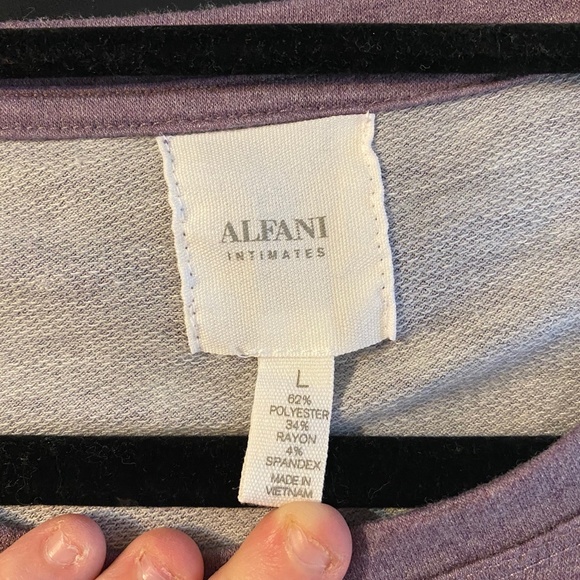 ALFANI
INTIMATES
L
62%
POLYESTER
34%
RAYON
4%
SPANDEX
MADE IN
VIETNAM